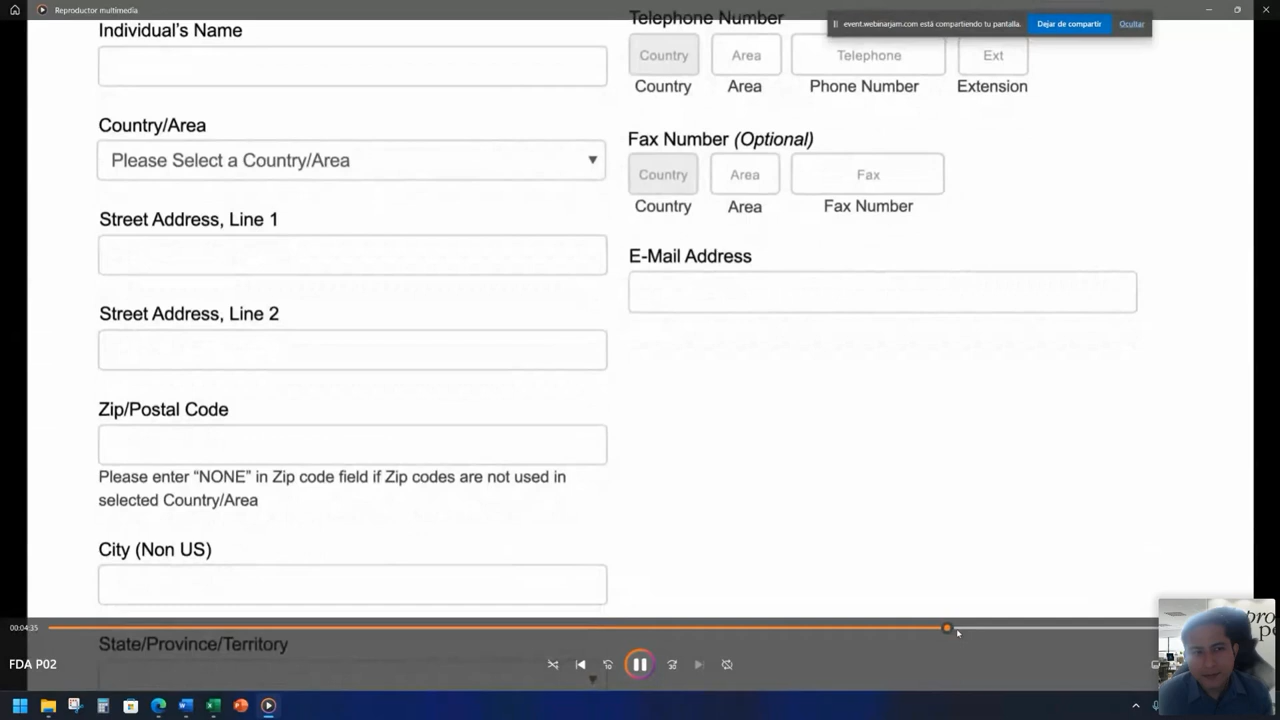 Reproductor multimedia
event.webinarjam.com está compartiendo tu pantalla.
Dejar de compartir
Ocultar
Individual's Name
Country/Area
Please Select a Country/Area
Street Address, Line 1
Street Address, Line 2
Zip/Postal Code
Please enter “NONE” in Zip code field if Zip codes are not used in
selected Country/Area
City (Non US)
State/Province/Territory
Telephone Number
Country Area Telephone Ext
Country Area Phone Number Extension
Fax Number (Optional)
Country Area Fax
Country Area Fax Number
E-Mail Address
00:04:35
FDA P02
10
30